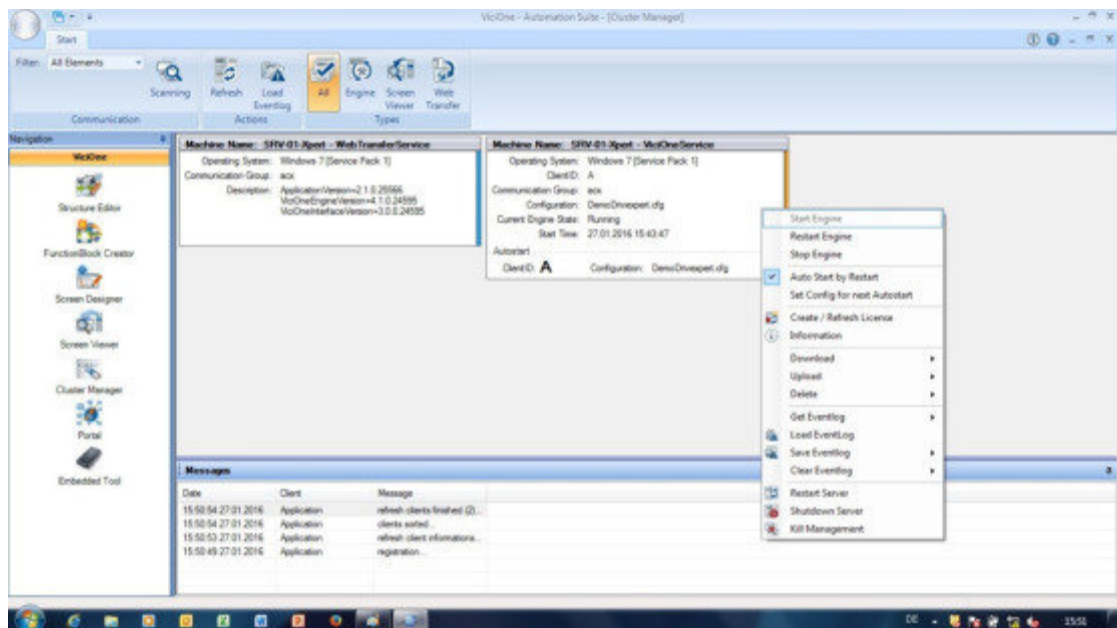 ViciOne - Automation Suite - [Cluster Manager]
Start
Filter: All Elements
Scanning
Refresh
Load Eventlog
All
Engine
Screen Viewer
Web Transfer
Communication
Actions
Types
Navigation
ViciOne
Structure Editor
FunctionBlock Creator
Screen Designer
Screen Viewer
Cluster Manager
Portal
Embedded Tool
Machine Name: SRV-01-Xpert - WebTransferService
Operating System: Windows 7 [Service Pack 1]
Communication Group: acx
Description: ApplicationVersion=2.1.0.25566
ViciOneEngineVersion=4.1.0.24595
ViciOneInterfaceVersion=3.0.0.24595
Machine Name: SRV-01-Xpert - ViciOneService
Operating System: Windows 7 [Service Pack 1]
ClientID: A
Communication Group: acx
Configuration: DemoDrivexpert.cfg
Current Engine State: Running
Start Time: 27.01.2016 15:43:47
Autostart
ClientID: A Configuration: DemoDrivexpert.cfg
Start Engine
Restart Engine
Stop Engine
Auto Start by Restart
Set Config for next Autostart
Create / Refresh License
Information
Download
Upload
Delete
Get Eventlog
Load EventLog
Save Eventlog
Clear Eventlog
Restart Server
Shutdown Server
Kill Management
Messages
Date Client Message
15:50:54 27.01.2016 Application refresh clients finished (2)...
15:50:54 27.01.2016 Application clients sorted...
15:50:53 27.01.2016 Application refresh client informations...
15:50:49 27.01.2016 Application registration...
DE
15:51